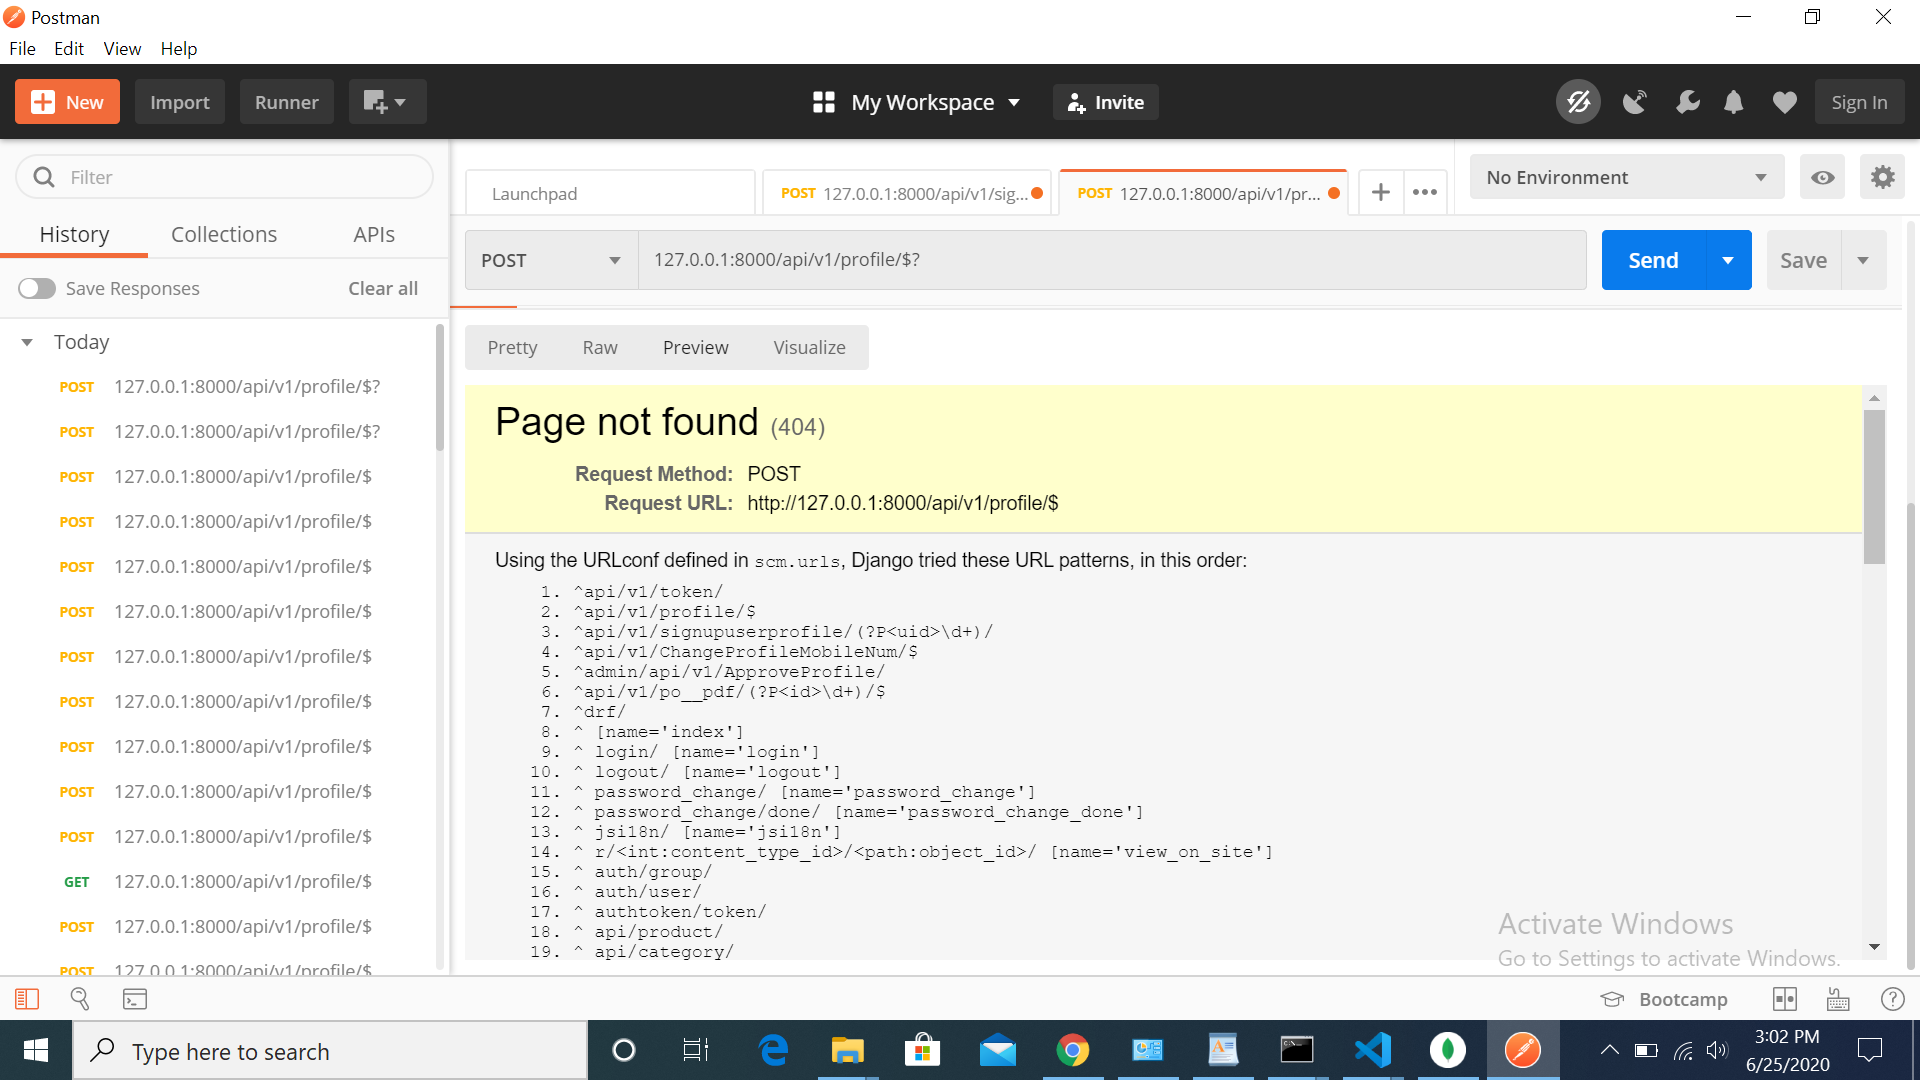 Postman
File Edit View Help
New Import Runner My Workspace Invite Sign In
Filter
History Collections APIs
Save Responses Clear all
Today
POST 127.0.0.1:8000/api/v1/profile/$?
POST 127.0.0.1:8000/api/v1/profile/$?
POST 127.0.0.1:8000/api/v1/profile/$
POST 127.0.0.1:8000/api/v1/profile/$
POST 127.0.0.1:8000/api/v1/profile/$
POST 127.0.0.1:8000/api/v1/profile/$
POST 127.0.0.1:8000/api/v1/profile/$
POST 127.0.0.1:8000/api/v1/profile/$
POST 127.0.0.1:8000/api/v1/profile/$
POST 127.0.0.1:8000/api/v1/profile/$
POST 127.0.0.1:8000/api/v1/profile/$
GET 127.0.0.1:8000/api/v1/profile/$
POST 127.0.0.1:8000/api/v1/profile/$
POST 127.0.0.1:8000/api/v1/profile/$
Launchpad
POST 127.0.0.1:8000/api/v1/sig...
POST 127.0.0.1:8000/api/v1/pr...
No Environment
POST 127.0.0.1:8000/api/v1/profile/$? Send Save
Pretty Raw Preview Visualize
Page not found (404)
Request Method: POST
Request URL: http://127.0.0.1:8000/api/v1/profile/$
Using the URLconf defined in scm.urls, Django tried these URL patterns, in this order:
1. ^api/v1/token/
2. ^api/v1/profile/$
3. ^api/v1/signupuserprofile/(?P<uid>\d+)/
4. ^api/v1/ChangeProfileMobileNum/$
5. ^admin/api/v1/ApproveProfile/
6. ^api/v1/po__pdf/(?P<id>\d+)/$
7. ^drf/
8. ^ [name='index']
9. ^ login/ [name='login']
10. ^ logout/ [name='logout']
11. ^ password_change/ [name='password_change']
12. ^ password_change/done/ [name='password_change_done']
13. ^ jsi18n/ [name='jsi18n']
14. ^ r/<int:content_type_id>/<path:object_id>/ [name='view_on_site']
15. ^ auth/group/
16. ^ auth/user/
17. ^ authtoken/token/
18. ^ api/product/
19. ^ api/category/
Activate Windows
Go to Settings to activate Windows.
Bootcamp
Type here to search
3:02 PM
6/25/2020